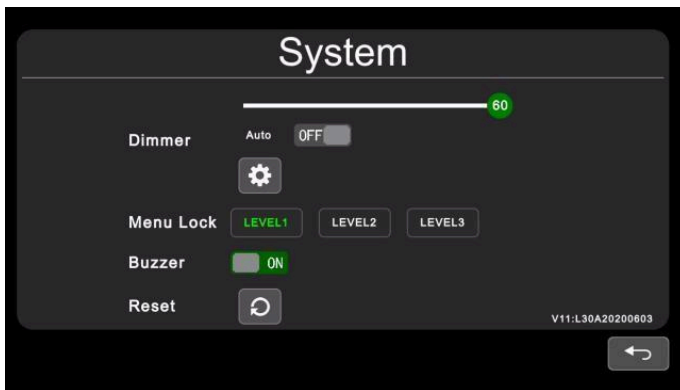 System
60
Dimmer Auto OFF
Menu Lock LEVEL1 LEVEL2 LEVEL3
Buzzer ON
Reset
V11:L30A20200603